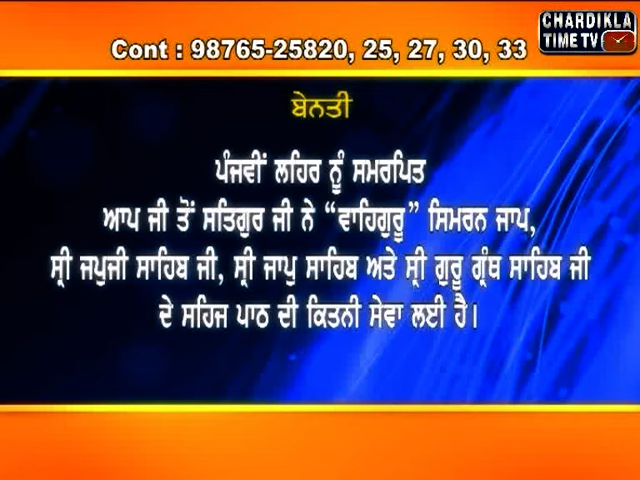 CHARDIKLA
TIME TV
Cont : 98765-25820, 25, 27, 30, 33
ਬੇਨਤੀ
ਪੰਜਵੀਂ ਲਹਿਰ ਨੂੰ ਸਮਰਪਿਤ
ਆਪ ਜੀ ਤੋਂ ਸਤਿਗੁਰ ਜੀ ਨੇ “ਵਾਹਿਗੁਰੂ” ਸਿਮਰਨ ਜਾਪ,
ਸ੍ਰੀ ਜਪੁਜੀ ਸਾਹਿਬ ਜੀ, ਸ੍ਰੀ ਜਾਪੁ ਸਾਹਿਬ ਅਤੇ ਸ੍ਰੀ ਗੁਰੂ ਗ੍ਰੰਥ ਸਾਹਿਬ ਜੀ
ਦੇ ਸਹਿਜ ਪਾਠ ਦੀ ਕਿਤਨੀ ਸੇਵਾ ਲਈ ਹੈ।